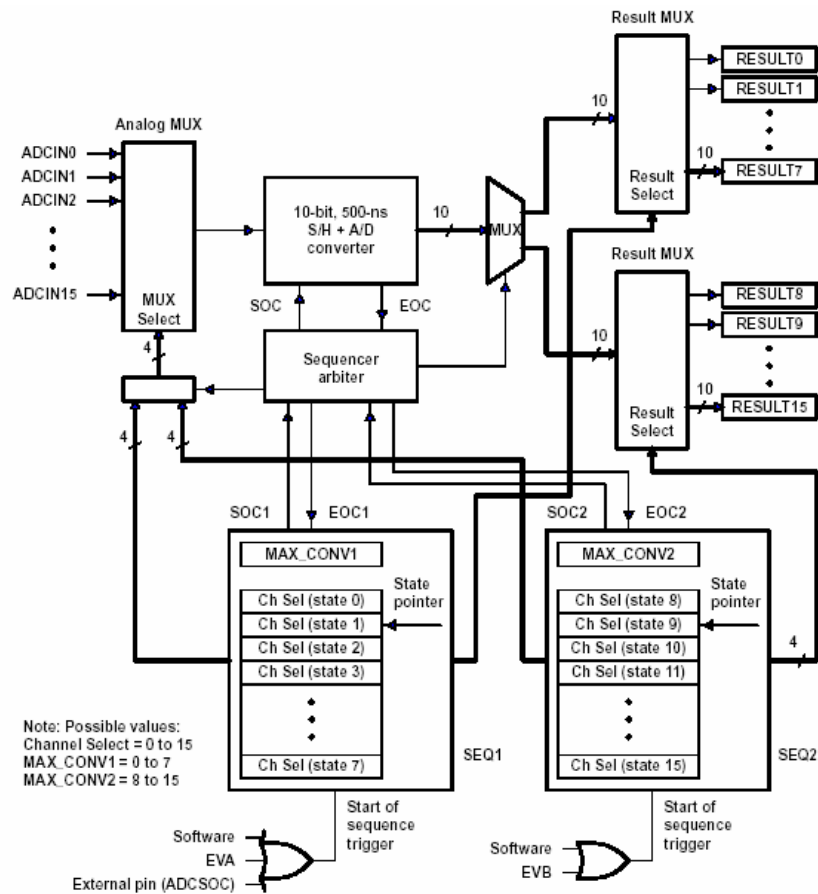 Result MUX
RESULT0
RESULT1
10
10
RESULT7
Result
Select
Analog MUX
ADCIN0
ADCIN1
ADCIN2
ADCIN15
MUX
Select
10-bit, 500-ns
S/H + A/D
converter
10
MUX
Result MUX
RESULT8
RESULT9
10
10
RESULT15
Result
Select
SOC
EOC
4
Sequencer
arbiter
4
4
SOC1
EOC1
SOC2
EOC2
MAX_CONV1
Ch Sel (state 0)
Ch Sel (state 1)
Ch Sel (state 2)
Ch Sel (state 3)
Ch Sel (state 7)
State
pointer
SEQ1
MAX_CONV2
Ch Sel (state 8)
Ch Sel (state 9)
Ch Sel (state 10)
Ch Sel (state 11)
Ch Sel (state 15)
State
pointer
4
SEQ2
Note: Possible values:
Channel Select = 0 to 15
MAX_CONV1 = 0 to 7
MAX_CONV2 = 8 to 15
Software
EVA
External pin (ADCSOC)
Start of
sequence
trigger
Software
EVB
Start of
sequence
trigger